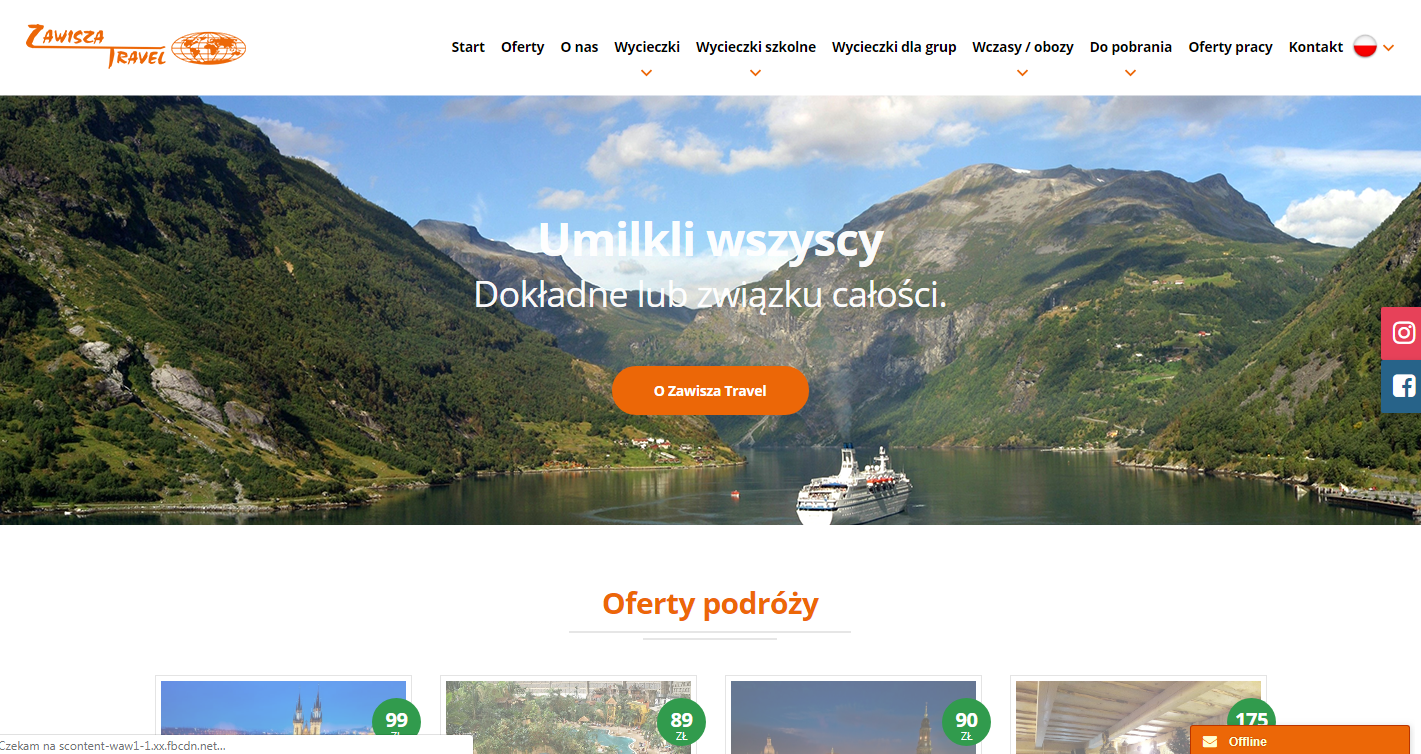 ZAWISZA
TRAVEL
Start Oferty O nas Wycieczki Wycieczki szkolne Wycieczki dla grup Wczasy / obozy Do pobrania Oferty pracy Kontakt
Umilkli wszyscy
Dokładne lub związku całości.
O Zawisza Travel
Oferty podróży
99 89 90 175
ZŁ ZŁ ZŁ
Czekam na scontent-waw1-1.xx.fbcdn.net...
Offline